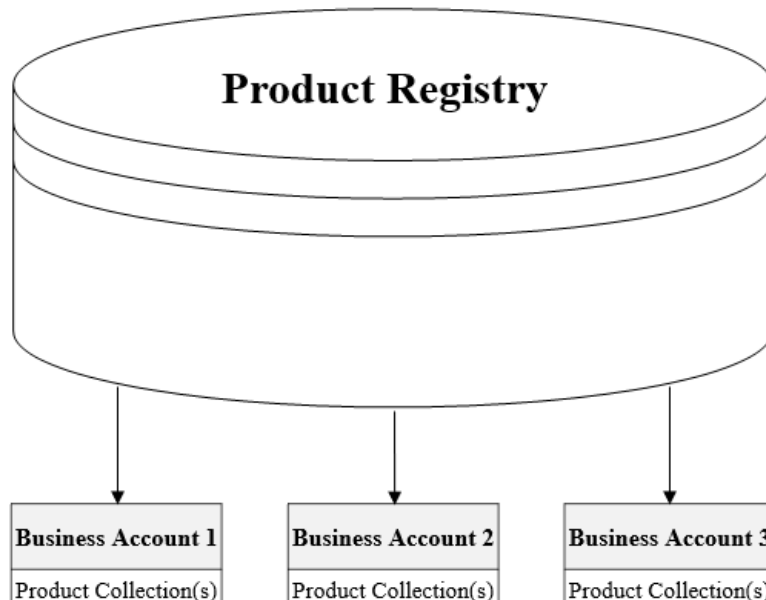 Product Registry
Business Account 1
Business Account 2
Business Account 3
Product Collection(s)
Product Collection(s)
Product Collection(s)